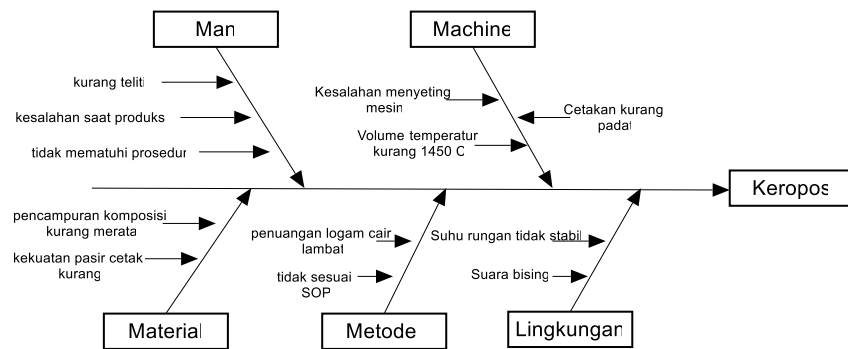 Man
Machine
kurang teliti
kesalahan saat produks
tidak mematuhi prosedur
Kesalahan menyeting
mesin
Cetakan kurang
padat
Volume temperatur
kurang 1450 C
Keropos
pencampuran komposisi
kurang merata
kekuatan pasir cetak
kurang
penuangan logam cair
lambat
tidak sesuai
SOP
Suhu rungan tidak stabil
Suara bising
Material
Metode
Lingkungan